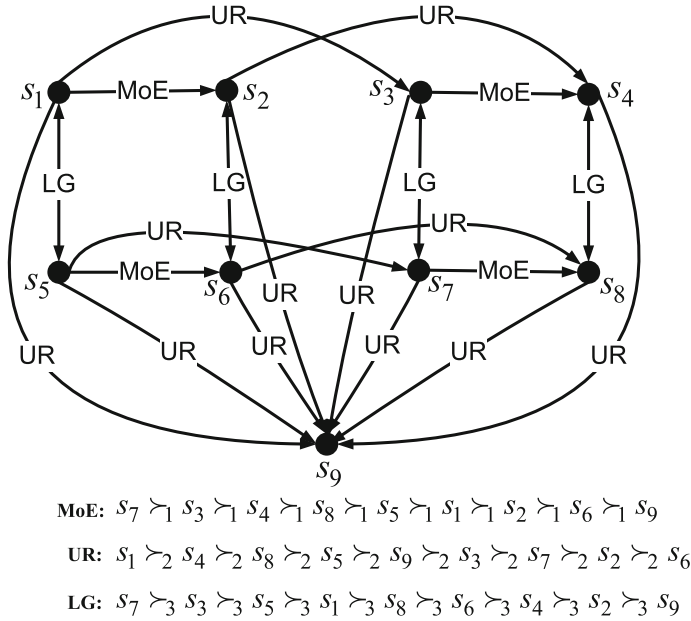 UR UR
s1 MoE s2 s3 MoE s4
LG LG LG LG
UR UR
s5 MoE s6 s7 MoE s8
UR UR
UR UR UR UR UR UR
s9
MoE: s7 ≻1 s3 ≻1 s4 ≻1 s8 ≻1 s5 ≻1 s1 ≻1 s2 ≻1 s6 ≻1 s9
UR: s1 ≻2 s4 ≻2 s8 ≻2 s5 ≻2 s9 ≻2 s3 ≻2 s7 ≻2 s2 ≻2 s6
LG: s7 ≻3 s3 ≻3 s5 ≻3 s1 ≻3 s8 ≻3 s6 ≻3 s4 ≻3 s2 ≻3 s9